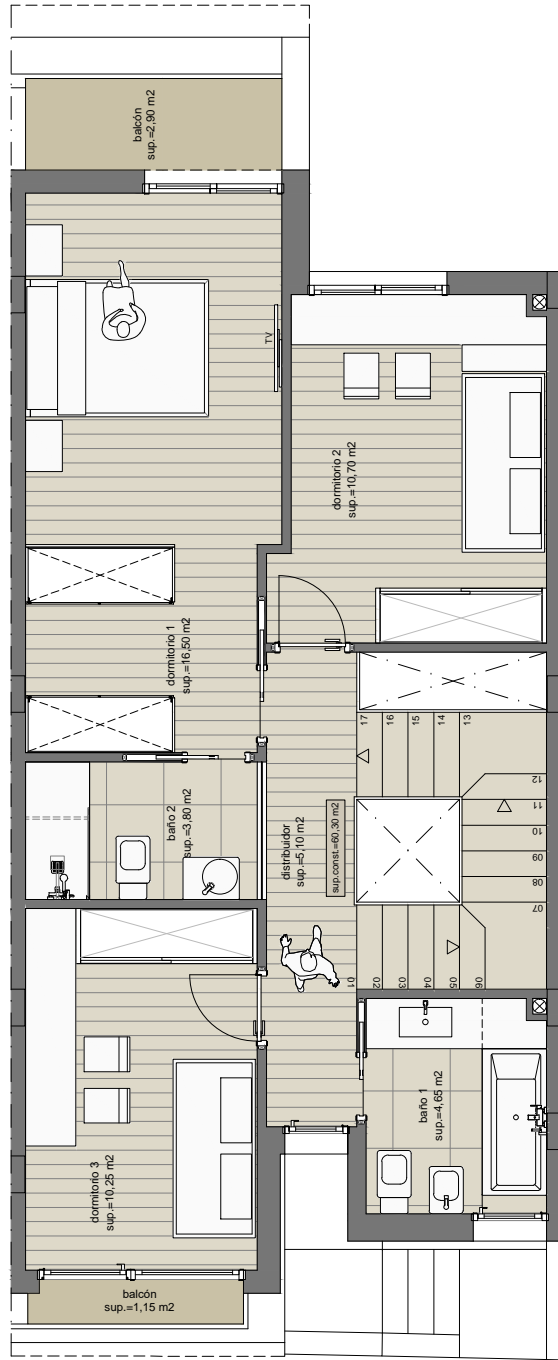 balcón
sup.=2,90 m2
TV
dormitorio 2
sup.=10,70 m2
dormitorio 1
sup.=16,50 m2
17
16
15
14
13
12
11
10
09
08
07
baño 2
sup.=3,80 m2
distribuidor
sup.=5,10 m2
sup.const=60,30 m2
01
02
03
04
05
06
baño 1
sup.=4,65 m2
dormitorio 3
sup.=10,25 m2
balcón
sup.=1,15 m2